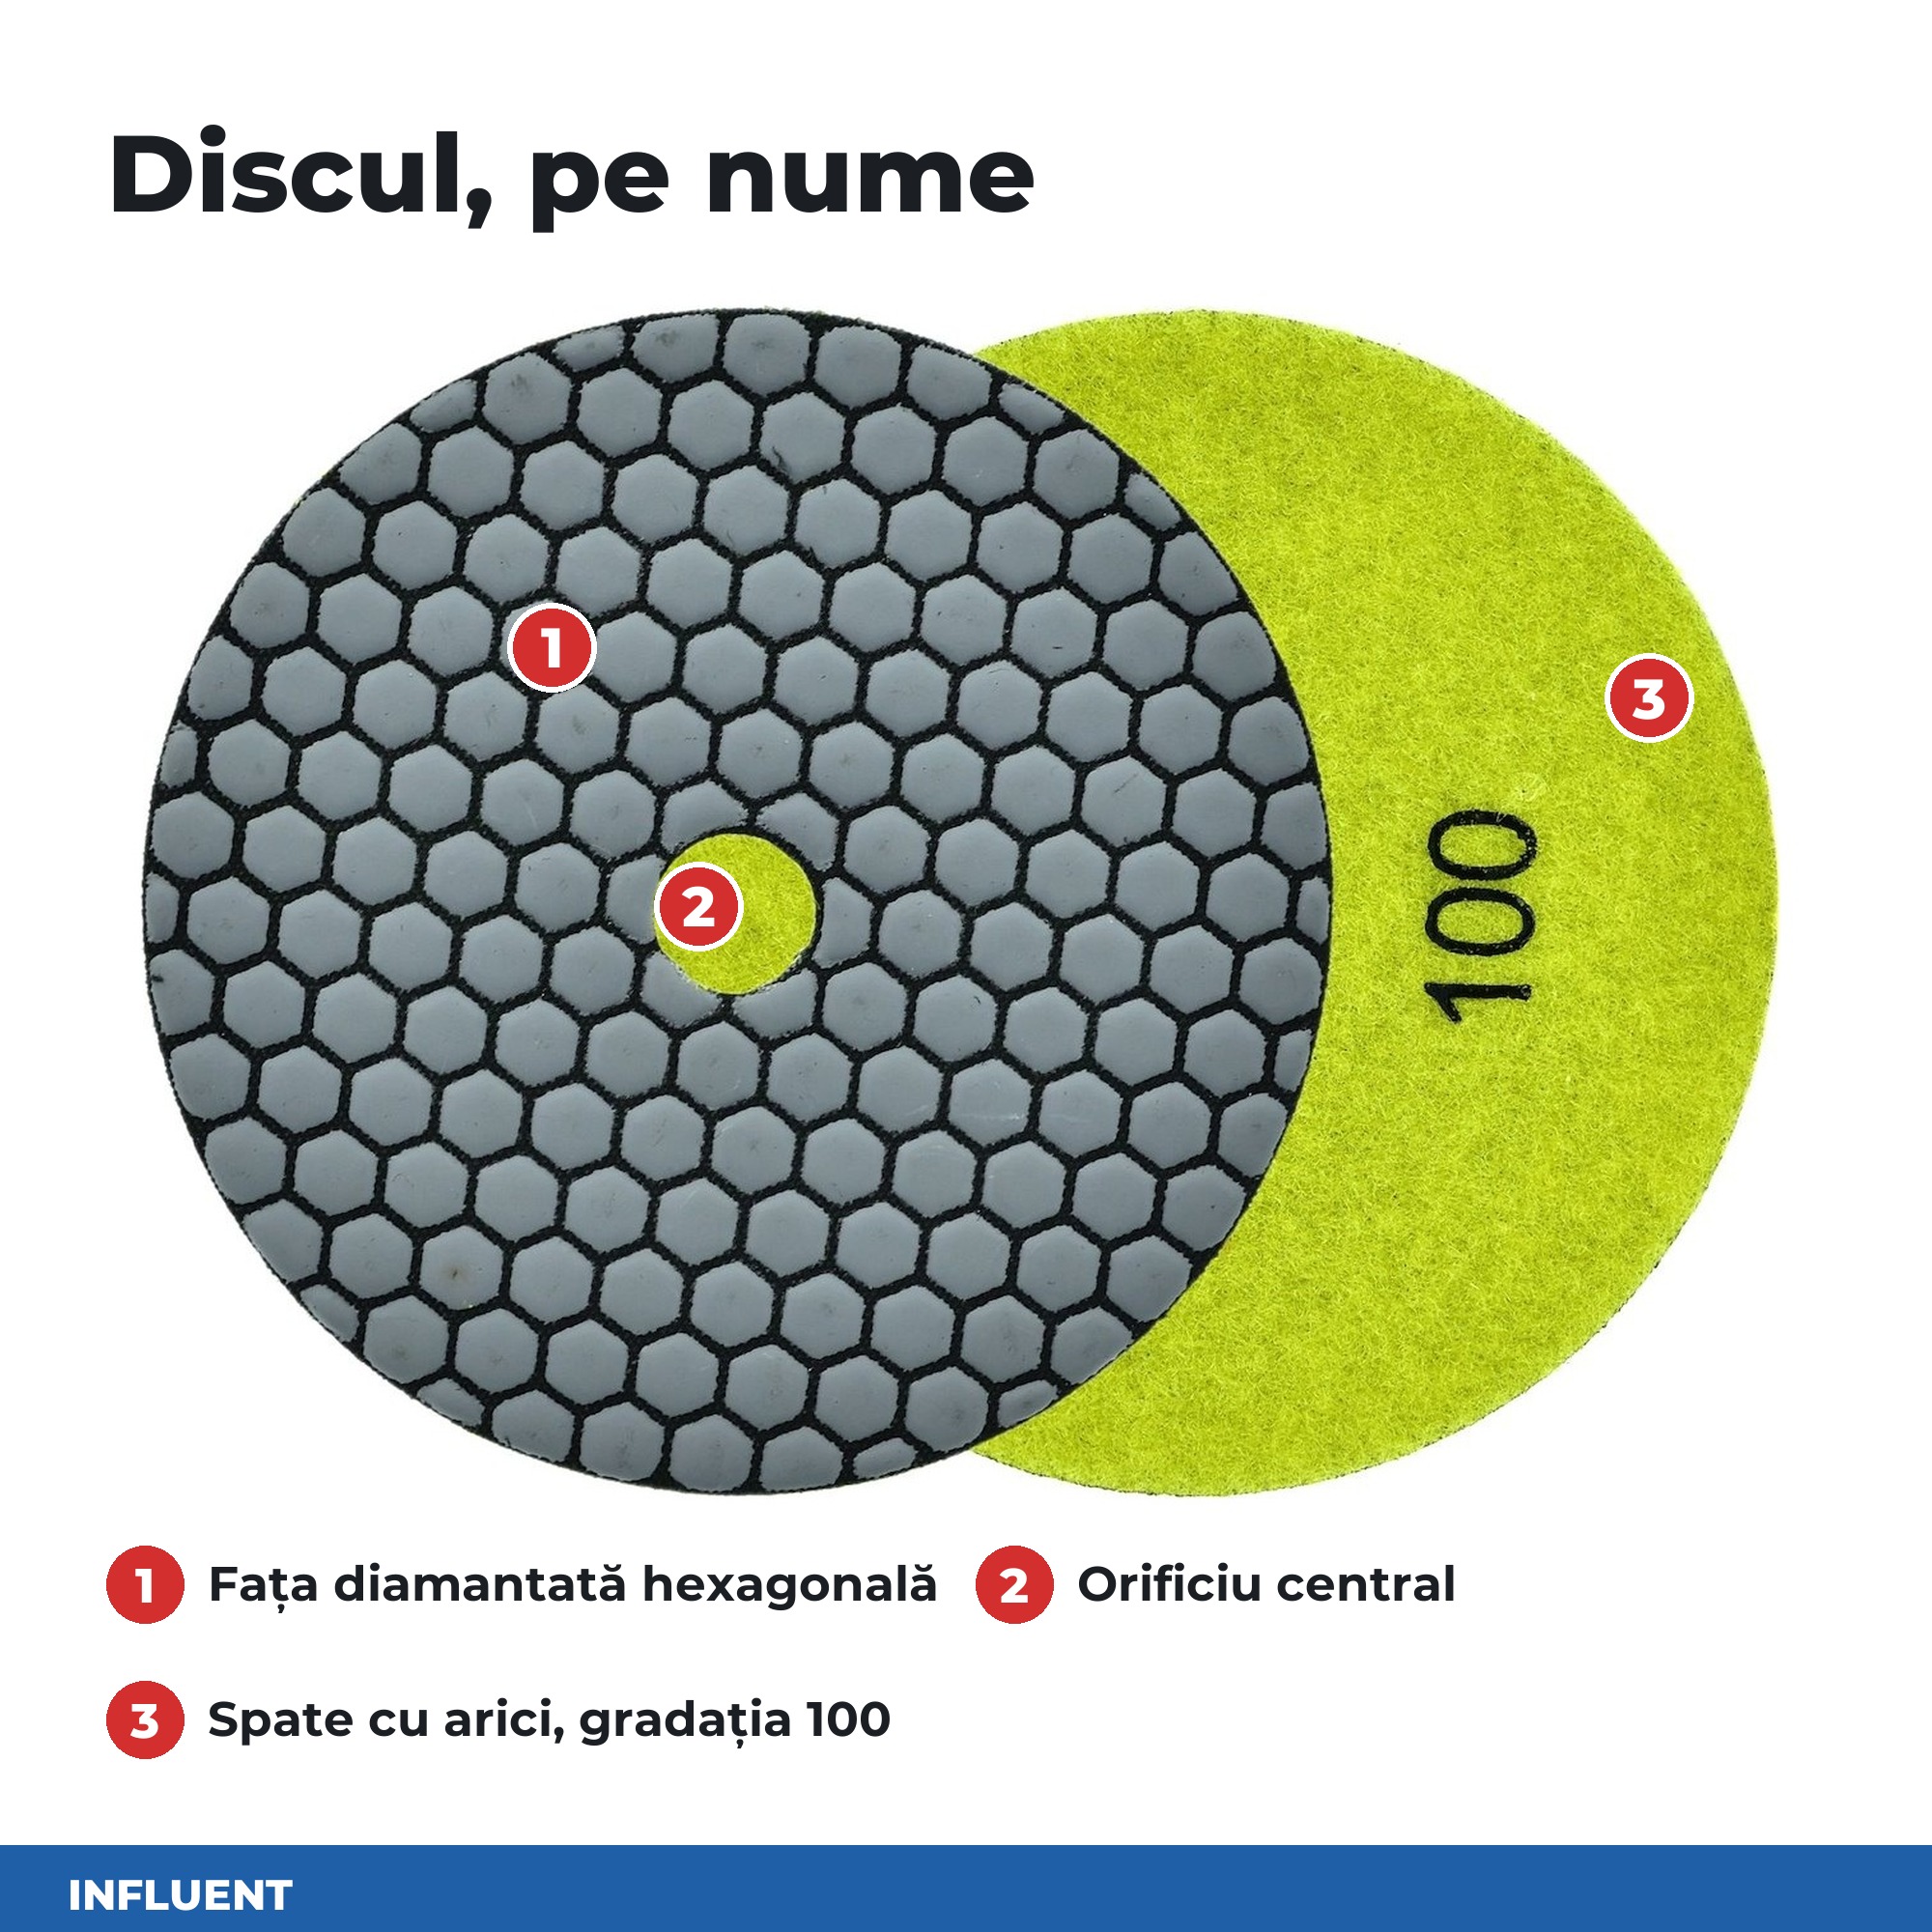 Discul, pe nume
1
3
2
100
1 Fața diamantată hexagonală 2 Orificiu central
3 Spate cu arici, gradația 100
INFLUENT